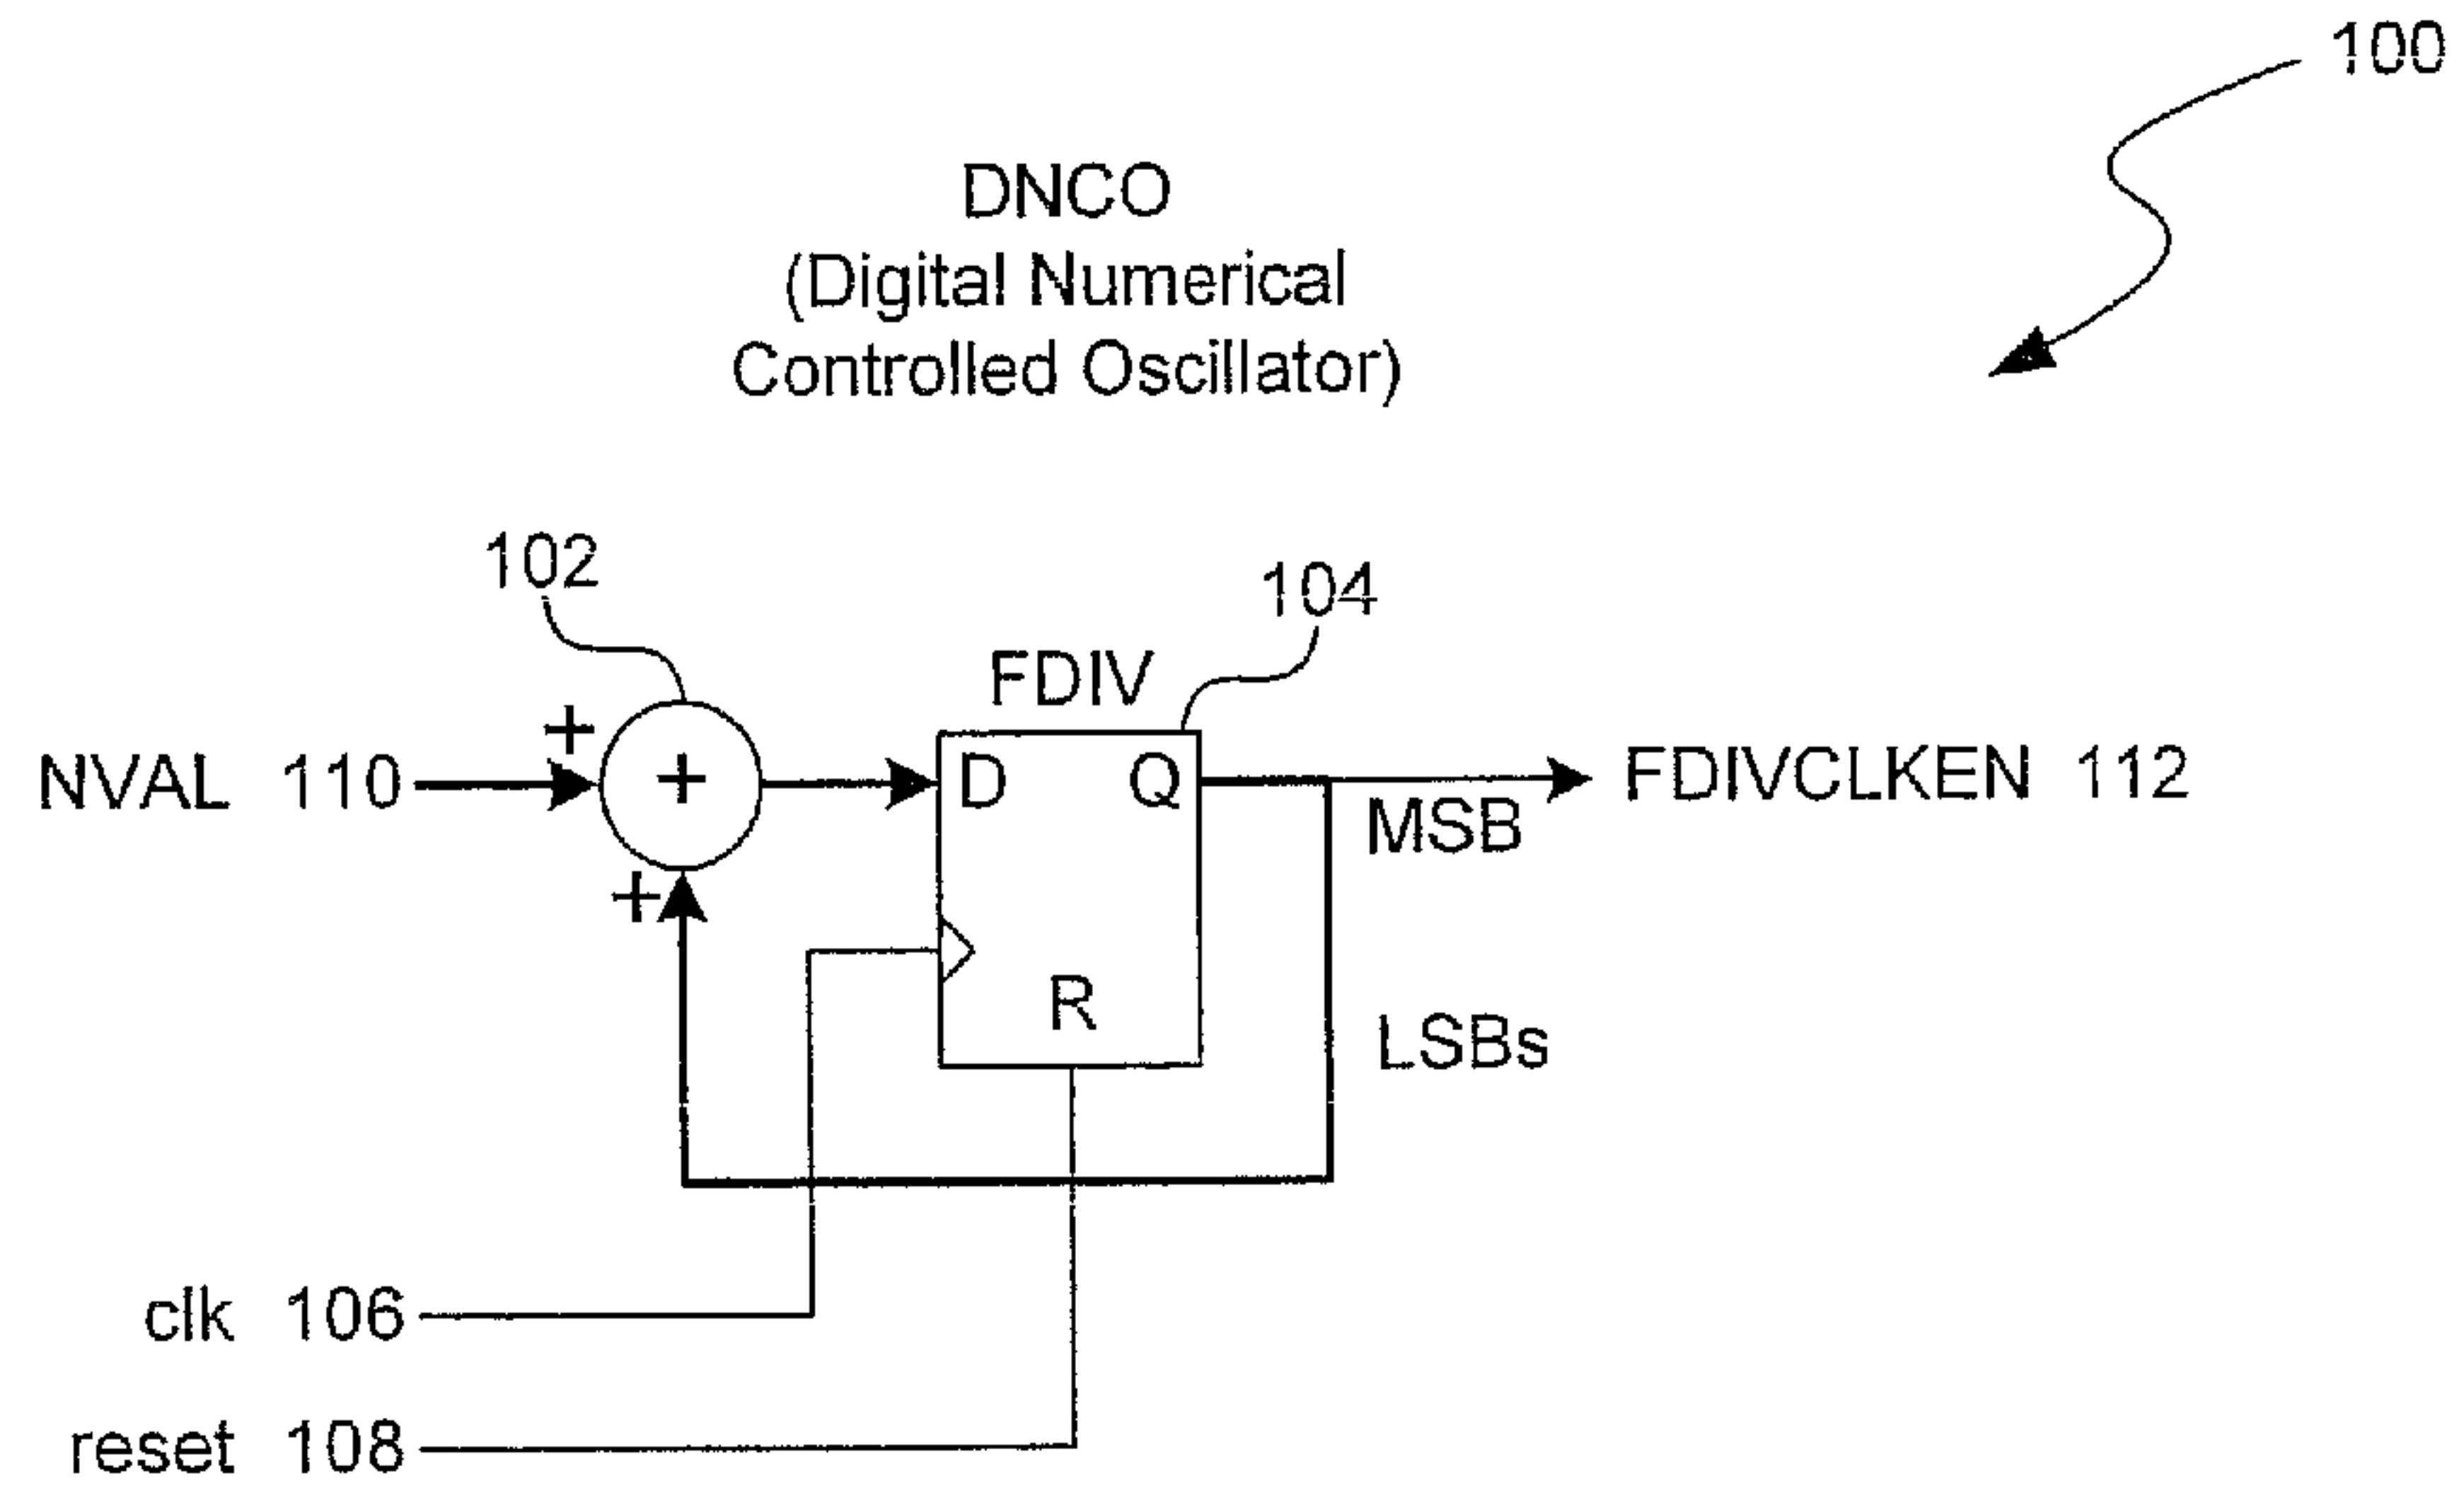 100
DNCO
(Digital Numerical
Controlled Oscillator)
102
104
FDIV
+
NVAL 110
+
D
Q
FDIVCLKEN 112
MSB
+
R
LSBs
clk 106
reset 108